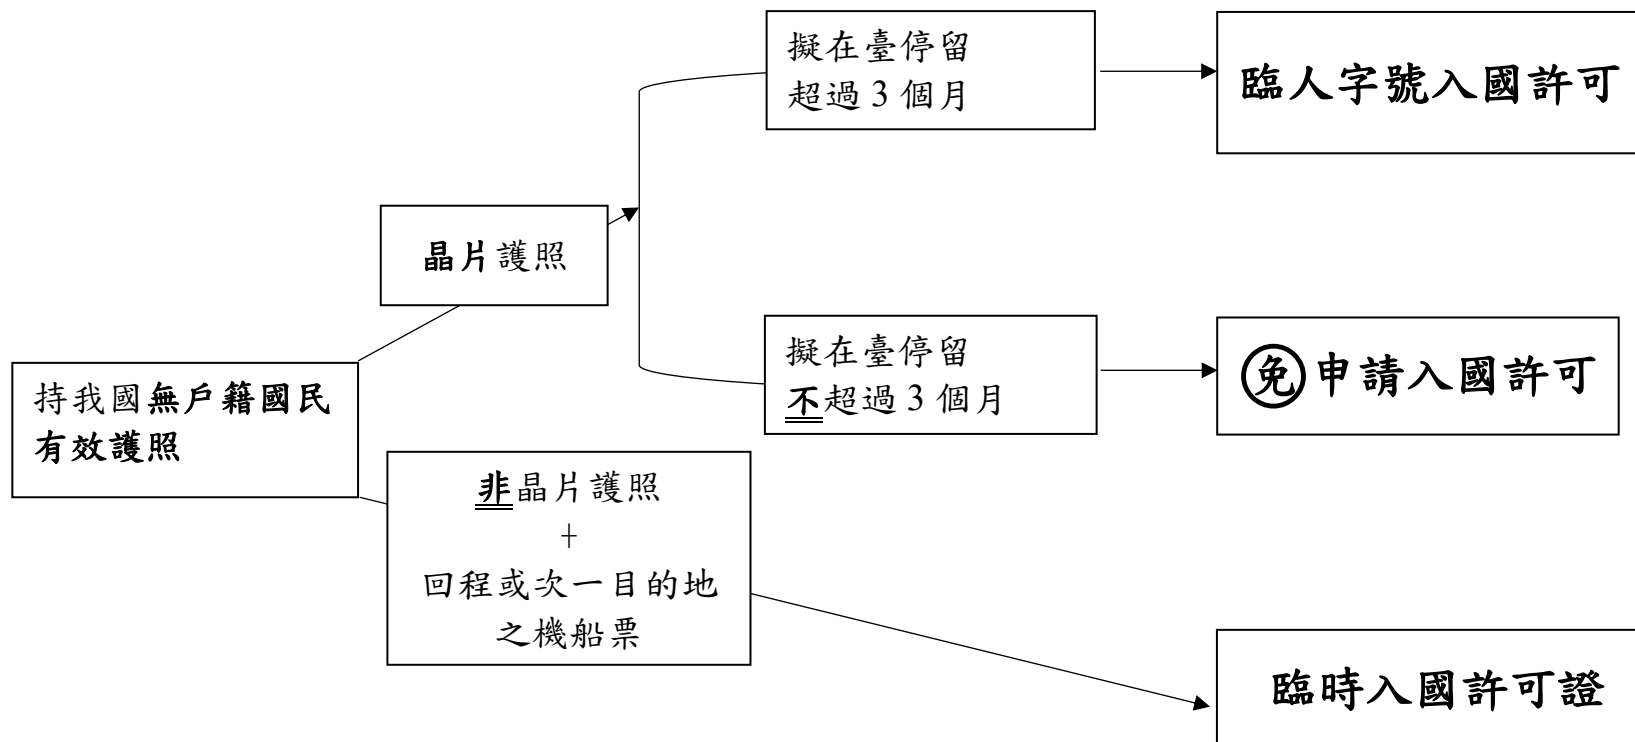 擬在臺停留
超過 3 個月
臨人字號入國許可
晶片護照
擬在臺停留
不超過 3 個月
免申請入國許可
持我國無戶籍國民
有效護照
非晶片護照
+
回程或次一目的地
之機船票
臨時入國許可證